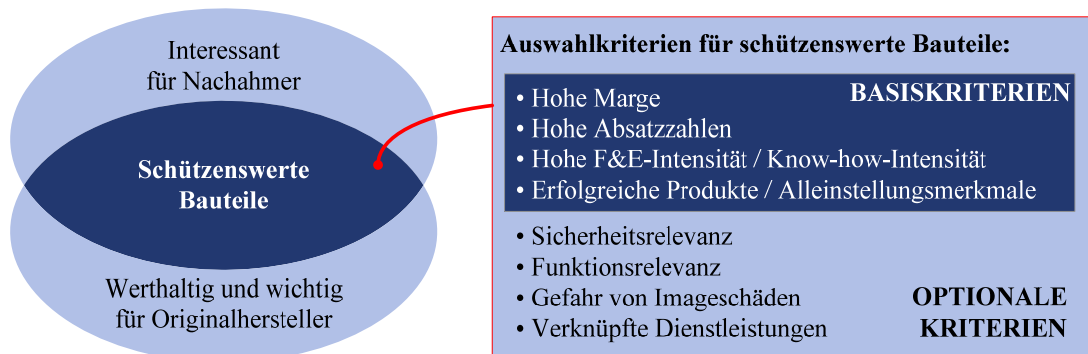 Interessant
für Nachahmer
Schützenswerte
Bauteile
Werthaltig und wichtig
für Originalhersteller
Auswahlkriterien für schützenswerte Bauteile:
BASISKRITERIEN
• Hohe Marge
• Hohe Absatzzahlen
• Hohe F&E-Intensität / Know-how-Intensität
• Erfolgreiche Produkte / Alleinstellungsmerkmale
• Sicherheitsrelevanz
• Funktionsrelevanz
• Gefahr von Imageschäden
• Verknüpfte Dienstleistungen
OPTIONALE
KRITERIEN